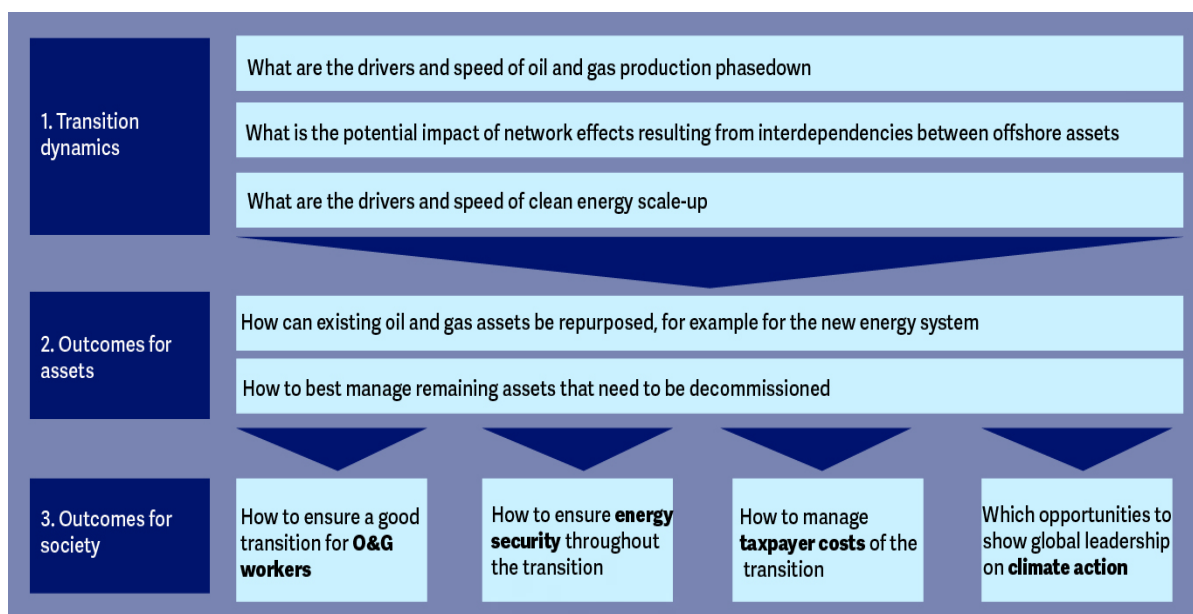 1. Transition
dynamics
What are the drivers and speed of oil and gas production phasedown
What is the potential impact of network effects resulting from interdependencies between offshore assets
What are the drivers and speed of clean energy scale-up
2. Outcomes for
assets
How can existing oil and gas assets be repurposed, for example for the new energy system
How to best manage remaining assets that need to be decommissioned
3. Outcomes for
society
How to ensure a good
transition for O&G
workers
How to ensure energy
security throughout
the transition
How to manage
taxpayer costs of the
transition
Which opportunities to
show global leadership
on climate action